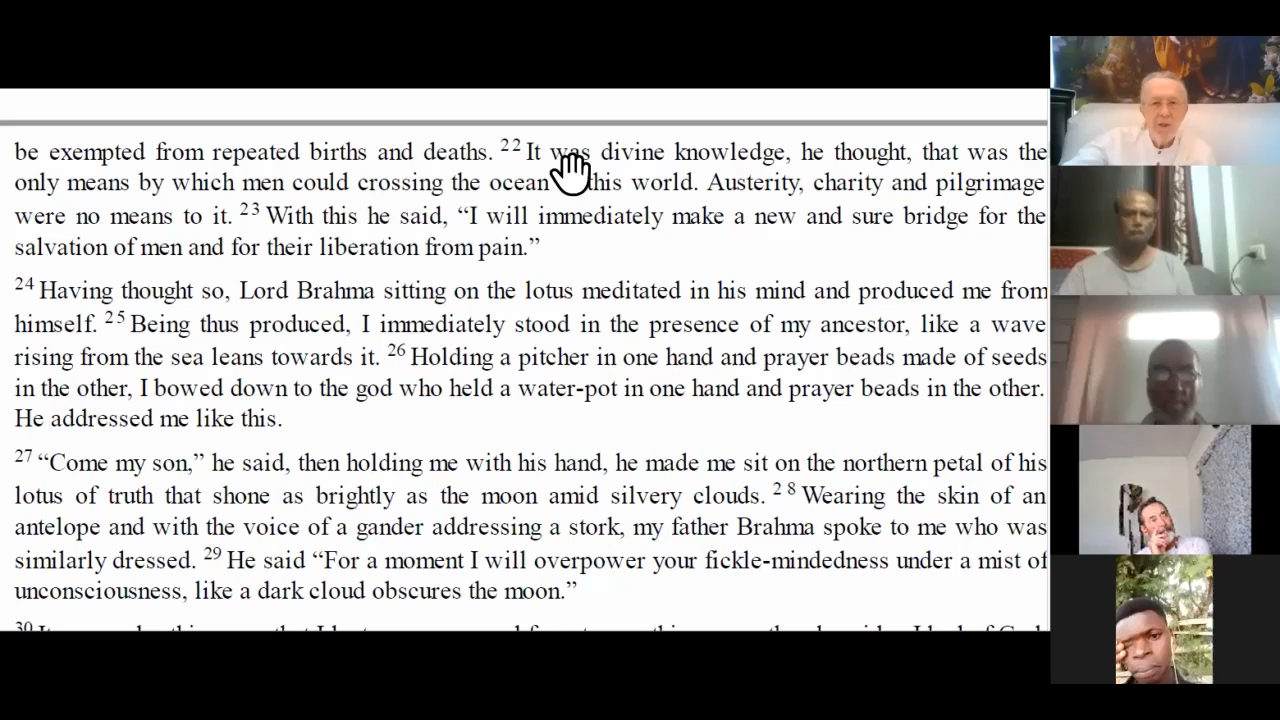 be exempted from repeated births and deaths. 22 It was divine knowledge, he thought, that was the
only means by which men could crossing the ocean this world. Austerity, charity and pilgrimage
were no means to it. 23 With this he said, “I will immediately make a new and sure bridge for the
salvation of men and for their liberation from pain.”
24 Having thought so, Lord Brahma sitting on the lotus meditated in his mind and produced me from
himself. 25 Being thus produced, I immediately stood in the presence of my ancestor, like a wave
rising from the sea leans towards it. 26 Holding a pitcher in one hand and prayer beads made of seeds
in the other, I bowed down to the god who held a water-pot in one hand and prayer beads in the other.
He addressed me like this.
27 “Come my son,” he said, then holding me with his hand, he made me sit on the northern petal of his
lotus of truth that shone as brightly as the moon amid silvery clouds. 28 Wearing the skin of an
antelope and with the voice of a gander addressing a stork, my father Brahma spoke to me who was
similarly dressed. 29 He said “For a moment I will overpower your fickle-mindedness under a mist of
unconsciousness, like a dark cloud obscures the moon.”
30